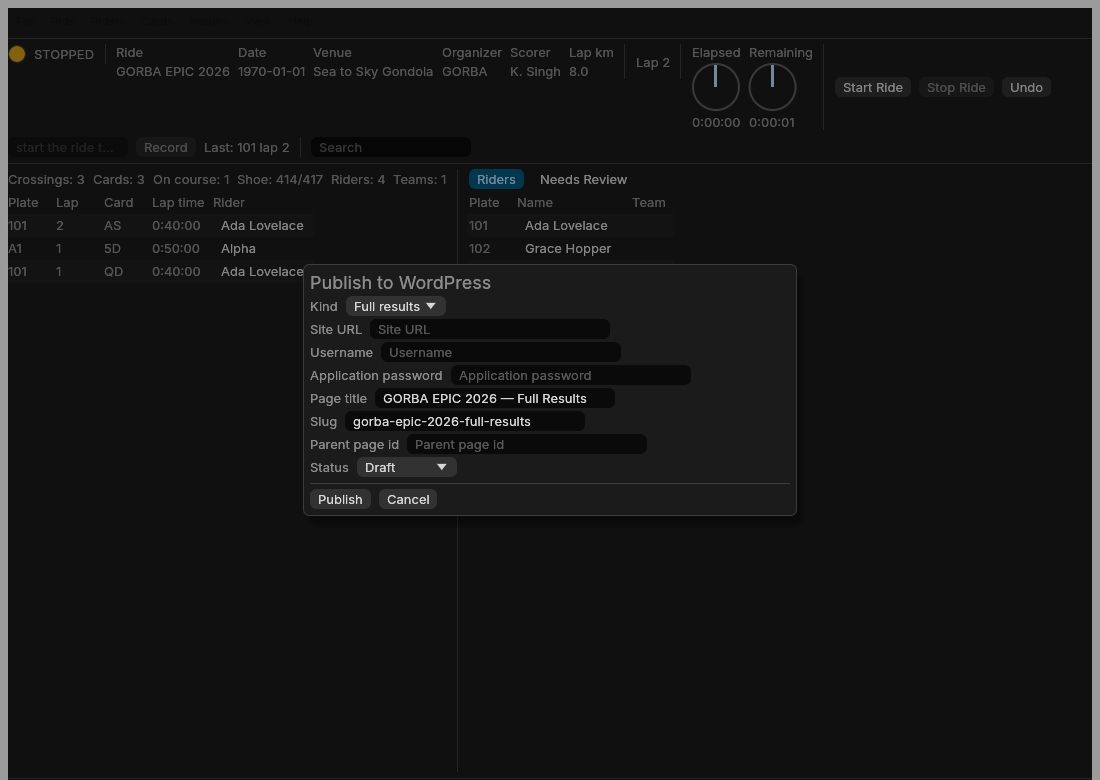 STOPPED
Ride Date Venue Organizer Scorer Lap km
GORBA EPIC 2026 1970-01-01 Sea to Sky Gondola GORBA K. Singh 8.0
Lap 2
Elapsed Remaining
0:00:00 0:00:01
Start Ride Stop Ride Undo
start the ride t... Record Last: 101 lap 2 Search
Crossings: 3 Cards: 3 On course: 1 Shoe: 414/417 Riders: 4 Teams: 1
Plate Lap Card Lap time Rider
101 2 AS 0:40:00 Ada Lovelace
A1 1 5D 0:50:00 Alpha
101 1 QD 0:40:00 Ada Lovelace
Riders Needs Review
Plate Name Team
101 Ada Lovelace
102 Grace Hopper
Publish to WordPress
Kind Full results
Site URL Site URL
Username Username
Application password Application password
Page title GORBA EPIC 2026 — Full Results
Slug gorba-epic-2026-full-results
Parent page id Parent page id
Status Draft
Publish Cancel